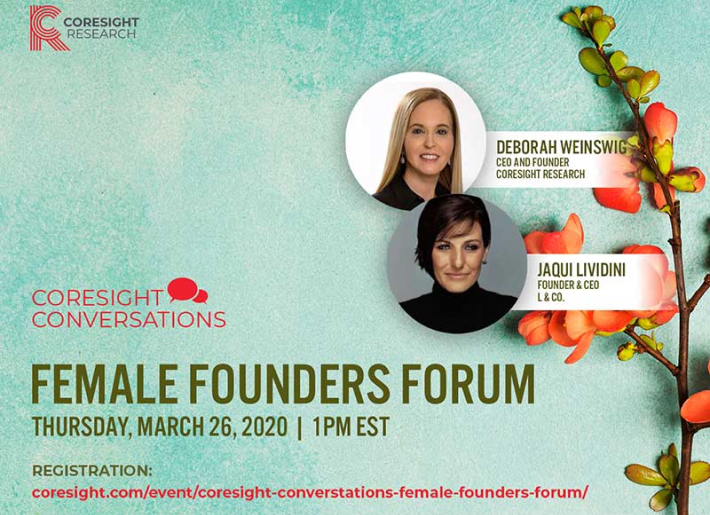 CORESIGHT
RESEARCH
DEBORAH WEINSWIG
CEO AND FOUNDER
CORESIGHT RESEARCH
JAQUI LIVIDINI
FOUNDER & CEO
L & CO.
CORESIGHT
CONVERSATIONS
FEMALE FOUNDERS FORUM
THURSDAY, MARCH 26, 2020 | 1PM EST
REGISTRATION:
coresight.com/event/coresight-converstations-female-founders-forum/